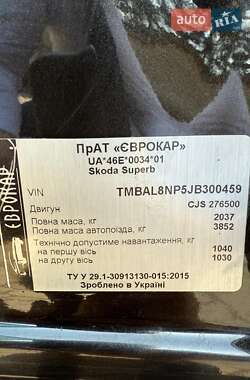 RIA.com
ПрАТ «ЄВРОКАР»
UA*46E*0034*01
Skoda Superb
ЄВРОКАР
VIN TMBAL8NP5JB300459
Двигун CJS 276500
Повна маса, кг 2037
Повна маса автопоїзда, кг 3852
Технічно допустиме навантаження, кг
на першу вісь 1040
на другу вісь 1030
ТУ У 29.1-30913130-015:2015
Зроблено в Україні